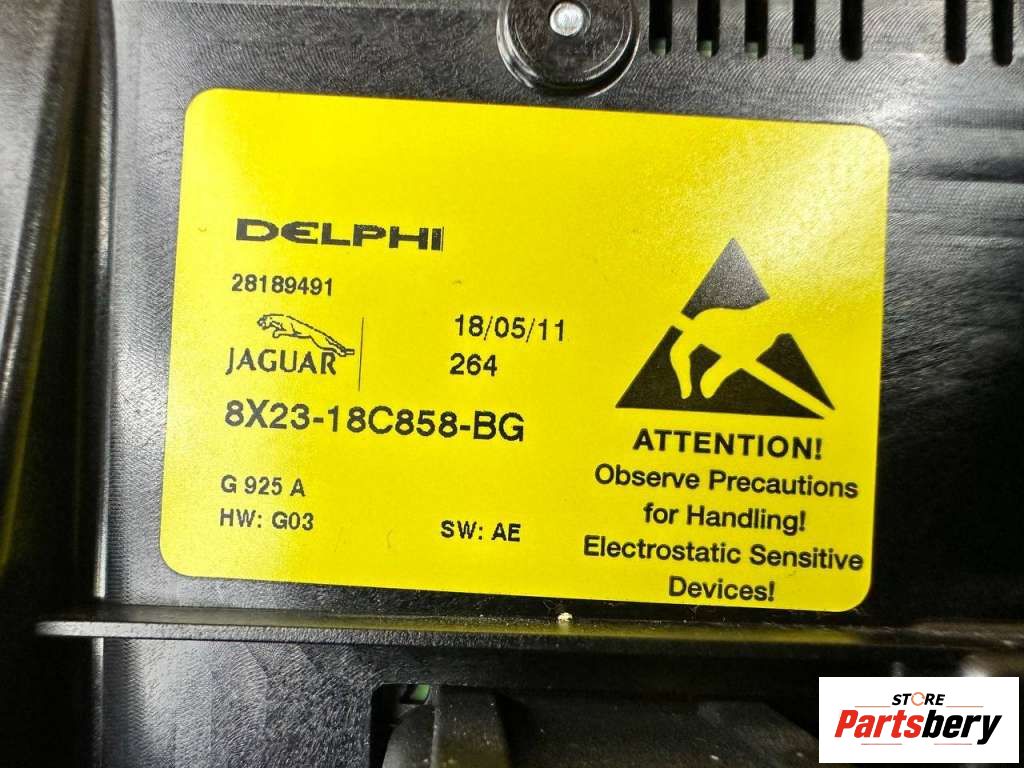 DELPHI
28189491
JAGUAR
18/05/11
264
8X23-18C858-BG
G 925 A
HW: G03
SW: AE
ATTENTION!
Observe Precautions
for Handling!
Electrostatic Sensitive
Devices!
STORE
Partsbery